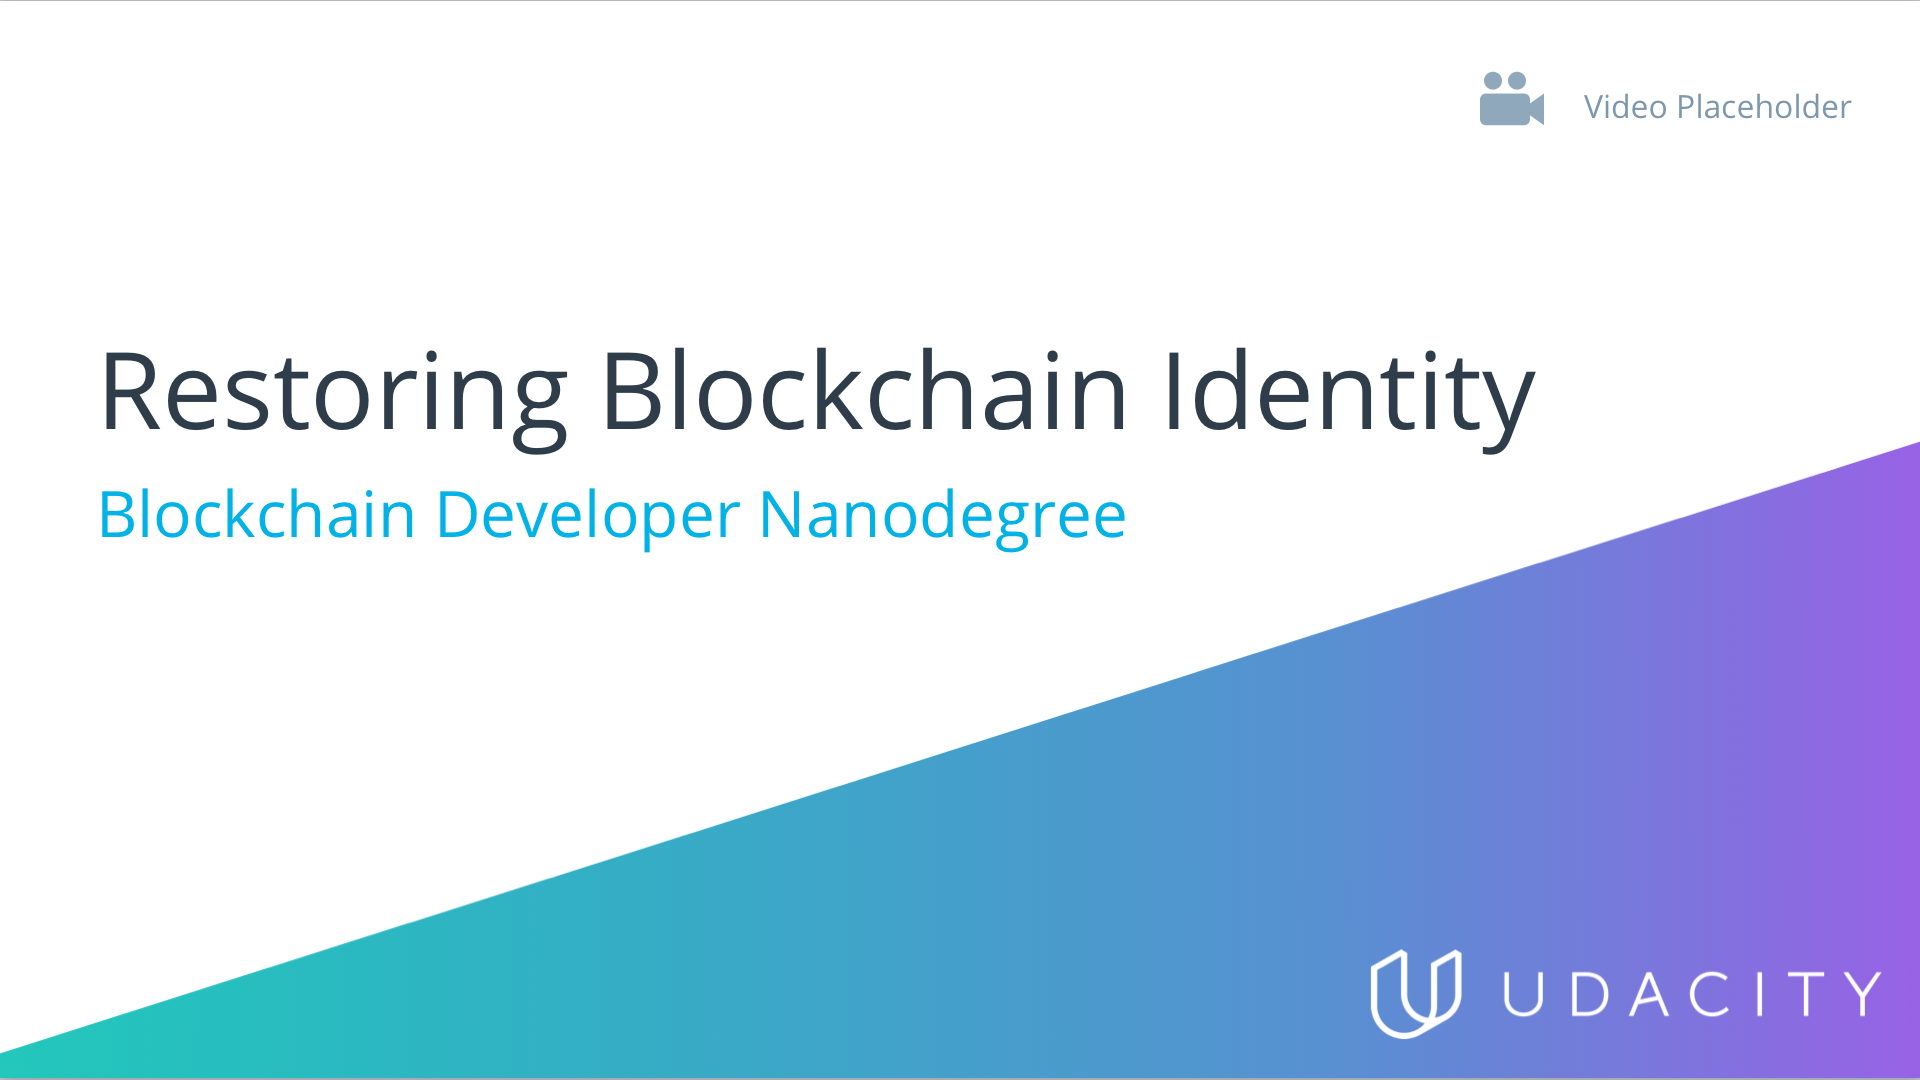 Video Placeholder
Restoring Blockchain Identity
Blockchain Developer Nanodegree
UDACITY